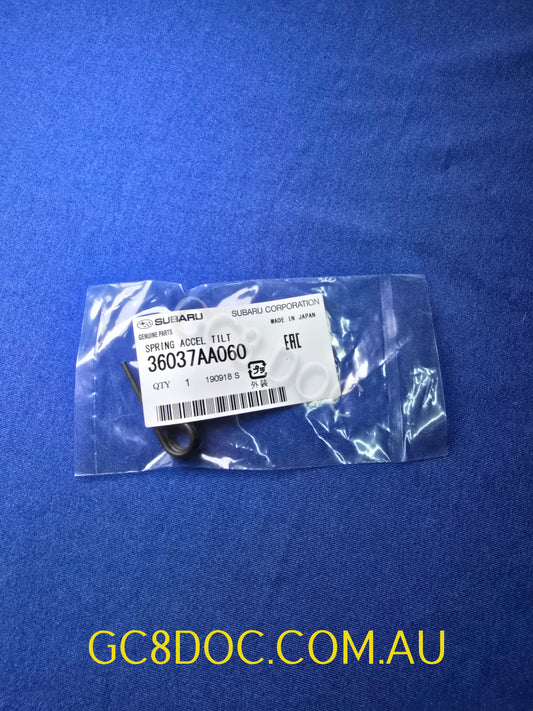 SUBARU
SUBARU CORPORATION
GENUINE PARTS
MADE IN JAPAN
SPRING ACCEL TILT
36037AA060
EAC
QTY 1 190918 S
外装
GC8DOC.COM.AU